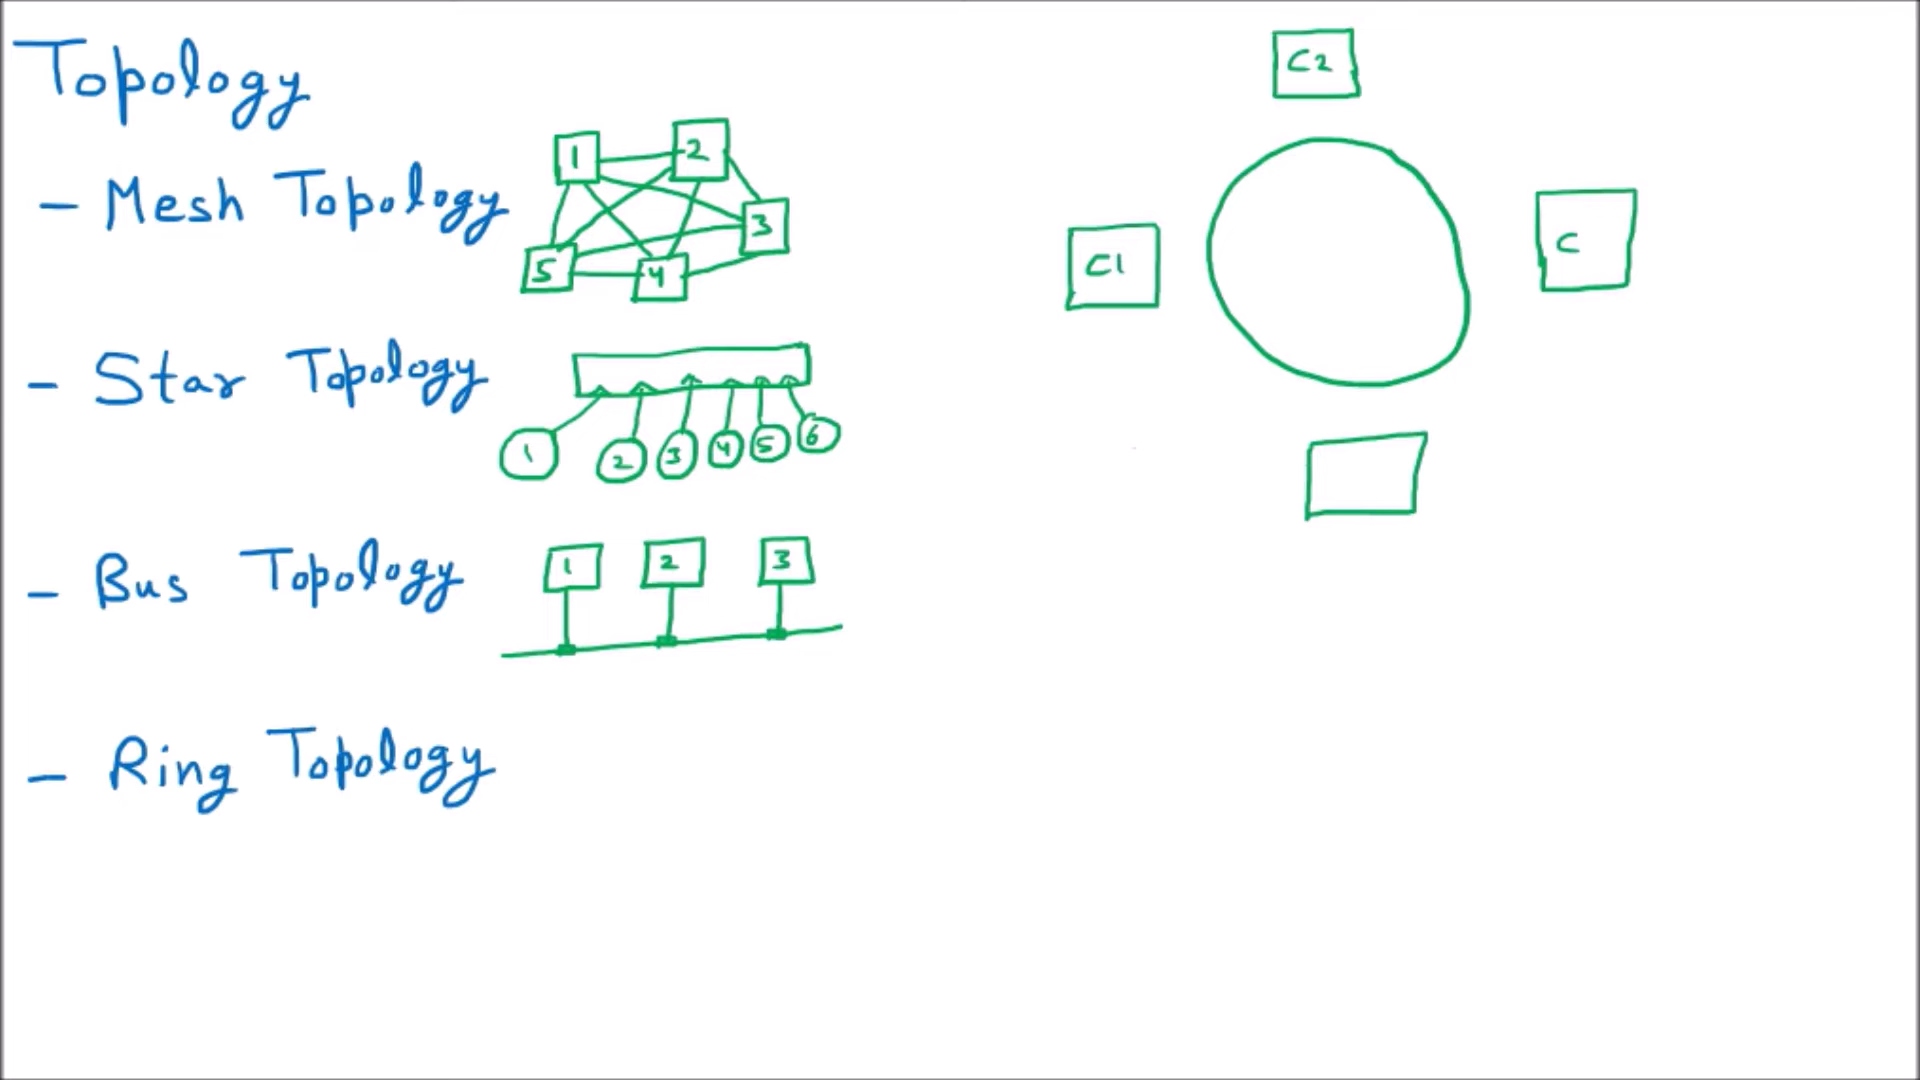 Topology
- Mesh Topology
1 2
3
5 4
- Star Topology
1 2 3 4 5 6
- Bus Topology
1 2 3
- Ring Topology
C2
C1 C